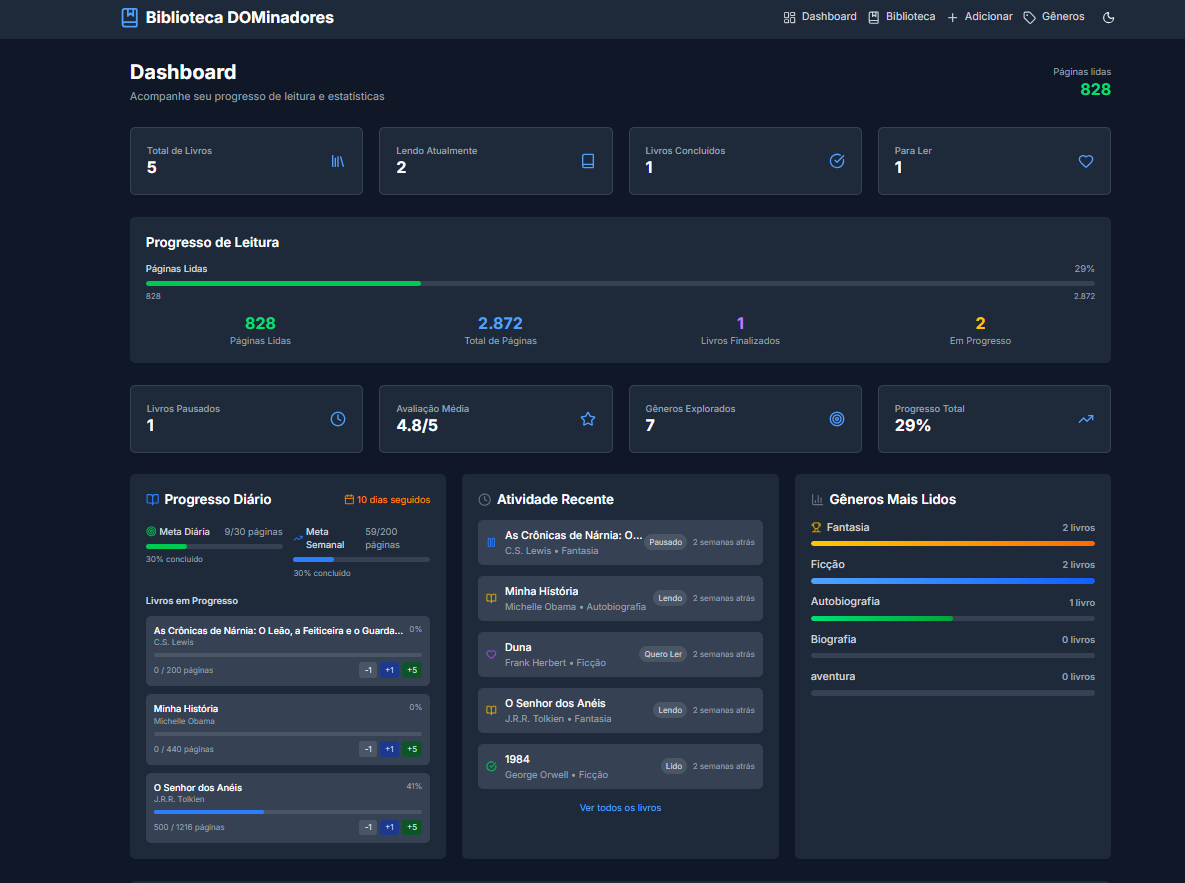 Biblioteca DOMinadores
Dashboard
Biblioteca
Adicionar
Gêneros
Dashboard
Acompanhe seu progresso de leitura e estatísticas
Páginas lidas
828
Total de Livros
5
Lendo Atualmente
2
Livros Concluídos
1
Para Ler
1
Progresso de Leitura
Páginas Lidas
29%
828
2.872
828
Páginas Lidas
2.872
Total de Páginas
1
Livros Finalizados
2
Em Progresso
Livros Pausados
1
Avaliação Média
4.8/5
Gêneros Explorados
7
Progresso Total
29%
Progresso Diário
10 dias seguidos
Meta Diária
9/30 páginas
30% concluído
Meta
Semanal
59/200
páginas
30% concluído
Livros em Progresso
As Crônicas de Nárnia: O Leão, a Feiticeira e o Guarda...
0%
C.S. Lewis
0 / 200 páginas
-1
+1
+5
Minha História
0%
Michelle Obama
0 / 440 páginas
-1
+1
+5
O Senhor dos Anéis
41%
J.R.R. Tolkien
500 / 1216 páginas
-1
+1
+5
Atividade Recente
As Crônicas de Nárnia: O...
C.S. Lewis • Fantasia
Pausado
2 semanas atrás
Minha História
Michelle Obama • Autobiografia
Lendo
2 semanas atrás
Duna
Frank Herbert • Ficção
Quero Ler
2 semanas atrás
O Senhor dos Anéis
J.R.R. Tolkien • Fantasia
Lendo
2 semanas atrás
1984
George Orwell • Ficção
Lido
2 semanas atrás
Ver todos os livros
Gêneros Mais Lidos
Fantasia
2 livros
Ficção
2 livros
Autobiografia
1 livro
Biografia
0 livros
aventura
0 livros